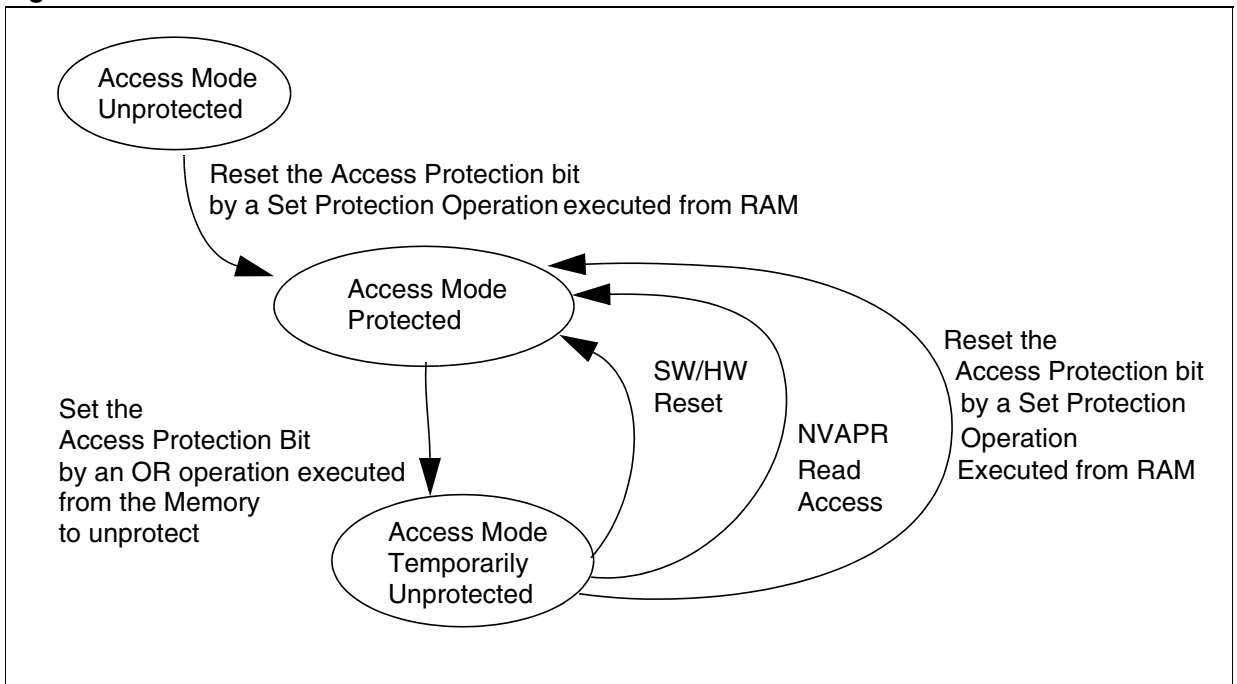 Access Mode
Unprotected
Reset the Access Protection bit
by a Set Protection Operation executed from RAM
Access Mode
Protected
Set the
Access Protection Bit
by an OR operation executed
from the Memory
to unprotect
SW/HW
Reset
NVAPR
Read
Access
Reset the
Access Protection bit
by a Set Protection
Operation
Executed from RAM
Access Mode
Temporarily
Unprotected